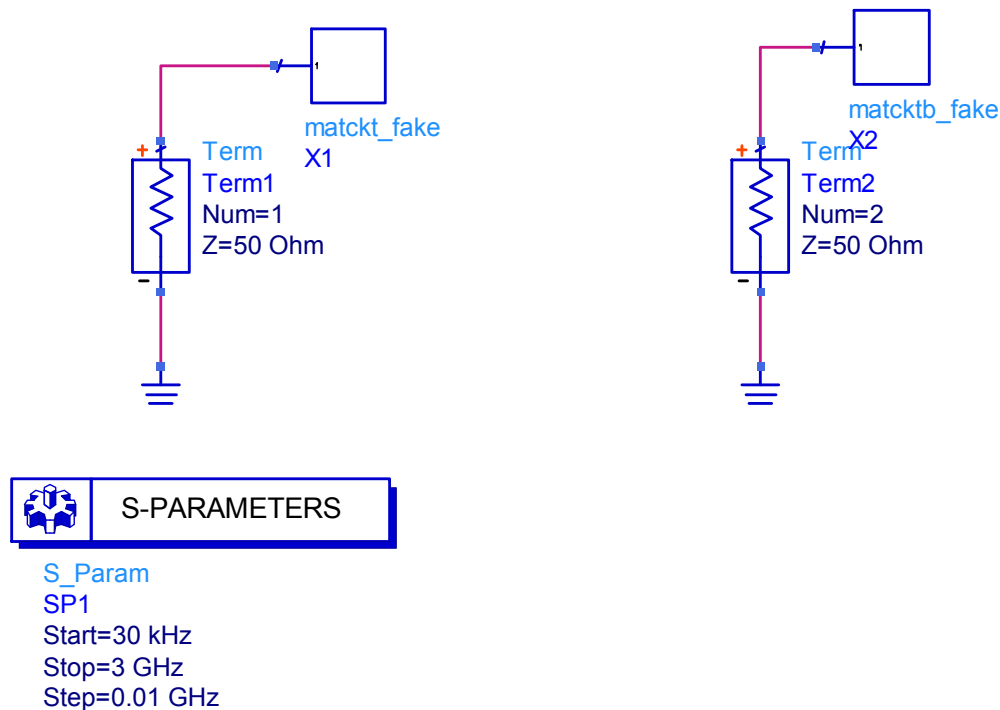 1
matckt_fake
X1
+
Term
Term1
Num=1
Z=50 Ohm
-
1
matcktb_fake
X2
+
Term
Term2
Num=2
Z=50 Ohm
-
S-PARAMETERS
S_Param
SP1
Start=30 kHz
Stop=3 GHz
Step=0.01 GHz